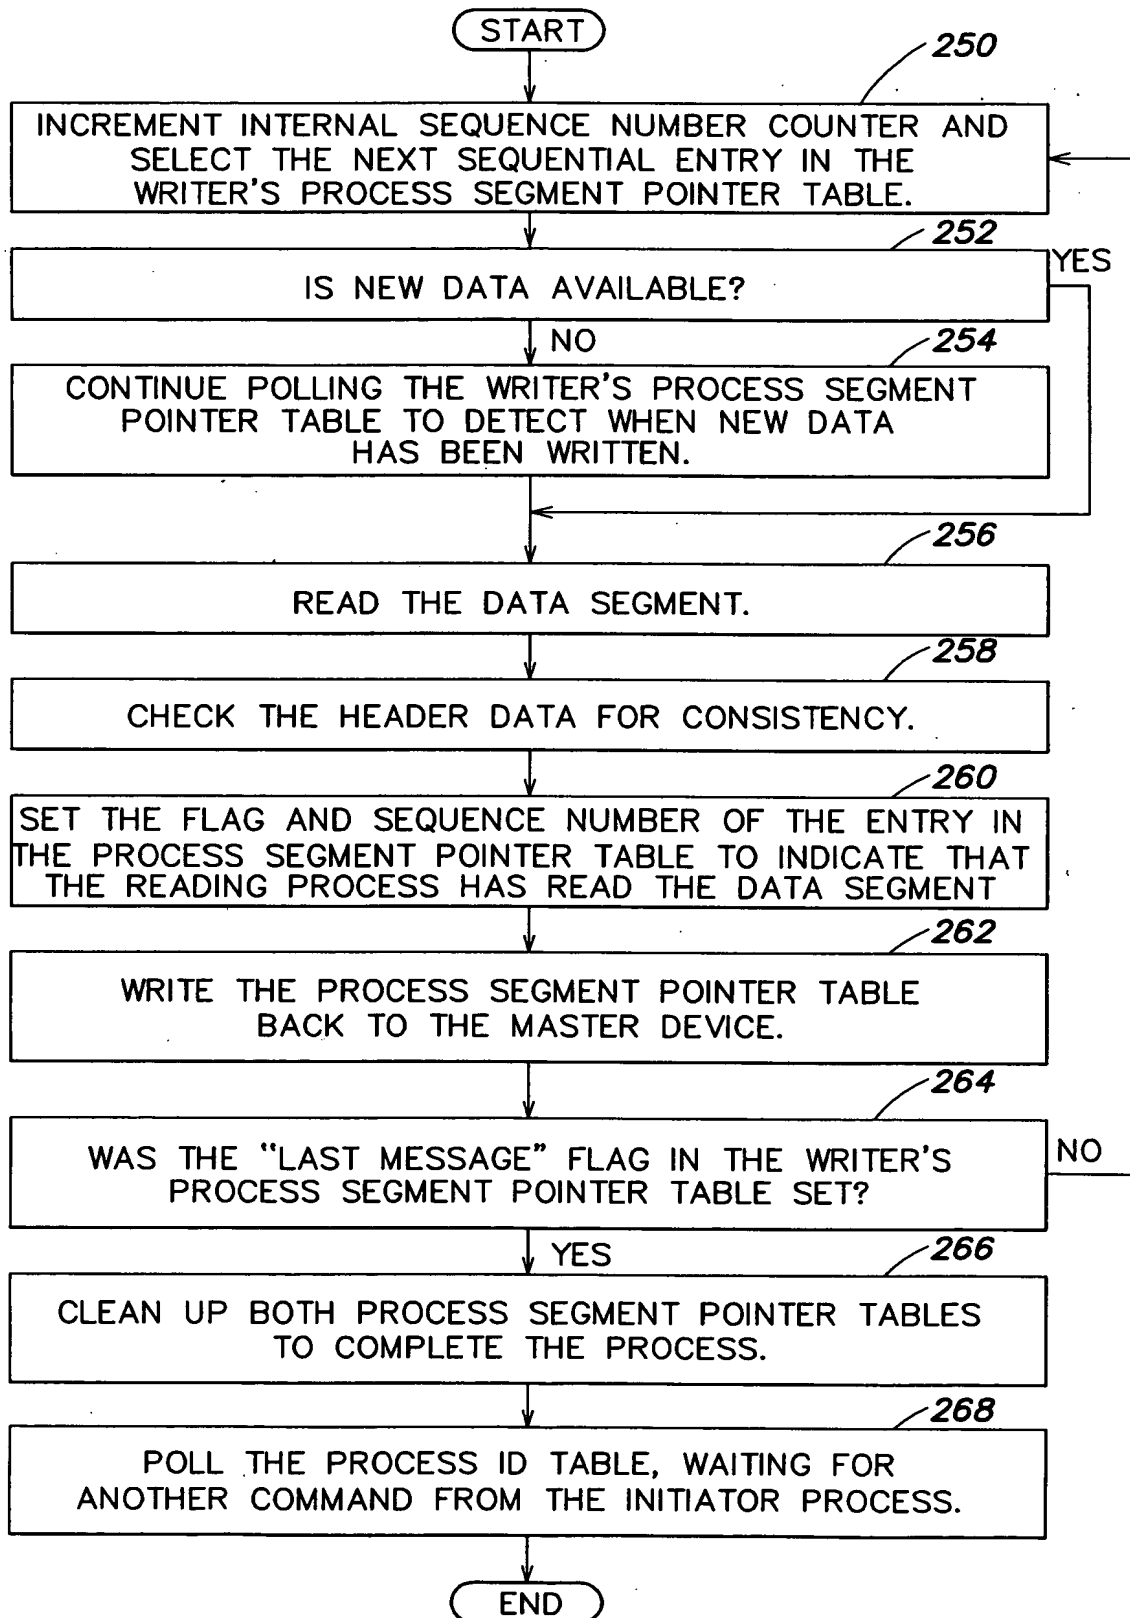 START
250
INCREMENT INTERNAL SEQUENCE NUMBER COUNTER AND
SELECT THE NEXT SEQUENTIAL ENTRY IN THE
WRITER'S PROCESS SEGMENT POINTER TABLE.
252
IS NEW DATA AVAILABLE?
YES
NO
254
CONTINUE POLLING THE WRITER'S PROCESS SEGMENT
POINTER TABLE TO DETECT WHEN NEW DATA
HAS BEEN WRITTEN.
256
READ THE DATA SEGMENT.
258
CHECK THE HEADER DATA FOR CONSISTENCY.
260
SET THE FLAG AND SEQUENCE NUMBER OF THE ENTRY IN
THE PROCESS SEGMENT POINTER TABLE TO INDICATE THAT
THE READING PROCESS HAS READ THE DATA SEGMENT
262
WRITE THE PROCESS SEGMENT POINTER TABLE
BACK TO THE MASTER DEVICE.
264
WAS THE “LAST MESSAGE” FLAG IN THE WRITER'S
PROCESS SEGMENT POINTER TABLE SET?
NO
YES
266
CLEAN UP BOTH PROCESS SEGMENT POINTER TABLES
TO COMPLETE THE PROCESS.
268
POLL THE PROCESS ID TABLE, WAITING FOR
ANOTHER COMMAND FROM THE INITIATOR PROCESS.
END